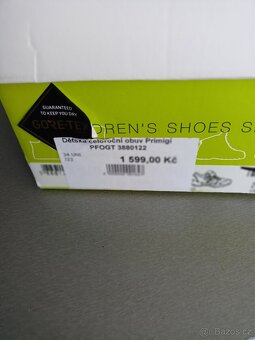 GUARANTEED
TO KEEP YOU DRY
GORE-TEX
DREN'S SHOES S
Dětská celoroční obuv Primigi
PFOGT 3880122
1 599,00 Kč
Bazoš.cz